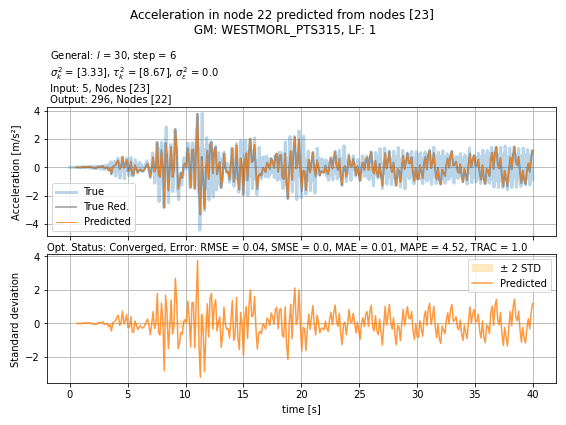 Acceleration in node 22 predicted from nodes [23]
GM: WESTMORL_PTS315, LF: 1
General: l = 30, step = 6
σ²ₖ = [3.33], τ²ₖ = [8.67], σ²ε = 0.0
Input: 5, Nodes [23]
Output: 296, Nodes [22]
Acceleration [m/s²]
4
2
0
−2
−4
True
True Red.
Predicted
Opt. Status: Converged, Error: RMSE = 0.04, SMSE = 0.0, MAE = 0.01, MAPE = 4.52, TRAC = 1.0
Standard deviation
4
2
0
−2
± 2 STD
Predicted
0 5 10 15 20 25 30 35 40
time [s]